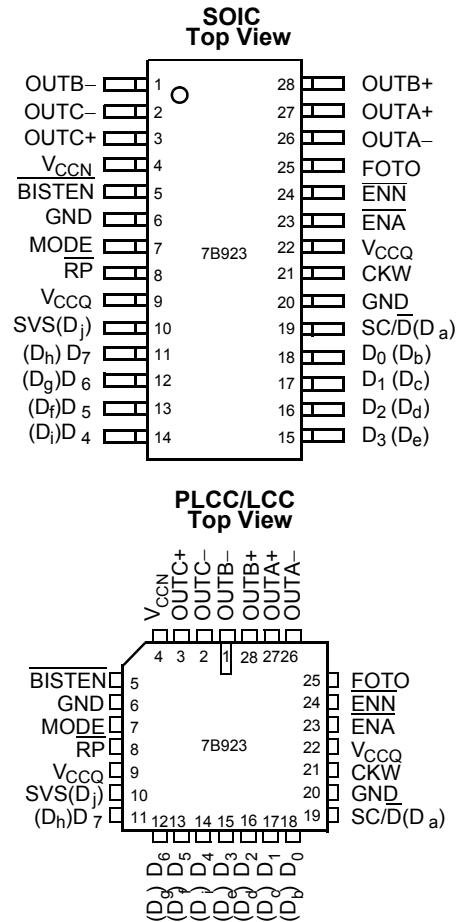 SOIC
Top View
OUTB− 1 28 OUTB+
OUTC− 2 27 OUTA+
OUTC+ 3 26 OUTA−
VCCN 4 25 FOTO
BISTEN 5 24 ENN
GND 6 23 ENA
MODE 7 7B923 22 VCCQ
RP 8 21 CKW
VCCQ 9 20 GND
SVS(Dj) 10 19 SC/D(Da)
(Dh) D7 11 18 D0 (Db)
(Dg)D6 12 17 D1 (Dc)
(Df)D5 13 16 D2 (Dd)
(Di)D4 14 15 D3 (De)
PLCC/LCC
Top View
VCCN OUTC+ OUTC− OUTB− OUTB+ OUTA+ OUTA−
4 3 2 1 28 27 26
BISTEN 5 25 FOTO
GND 6 24 ENN
MODE 7 23 ENA
RP 8 7B923 22 VCCQ
VCCQ 9 21 CKW
SVS(Dj) 10 20 GND
(Dh)D7 11 19 SC/D(Da)
12 13 14 15 16 17 18
(Dg) D6 (Df) D5 (Di) D4 (De) D3 (Dd) D2 (Dc) D1 (Db) D0